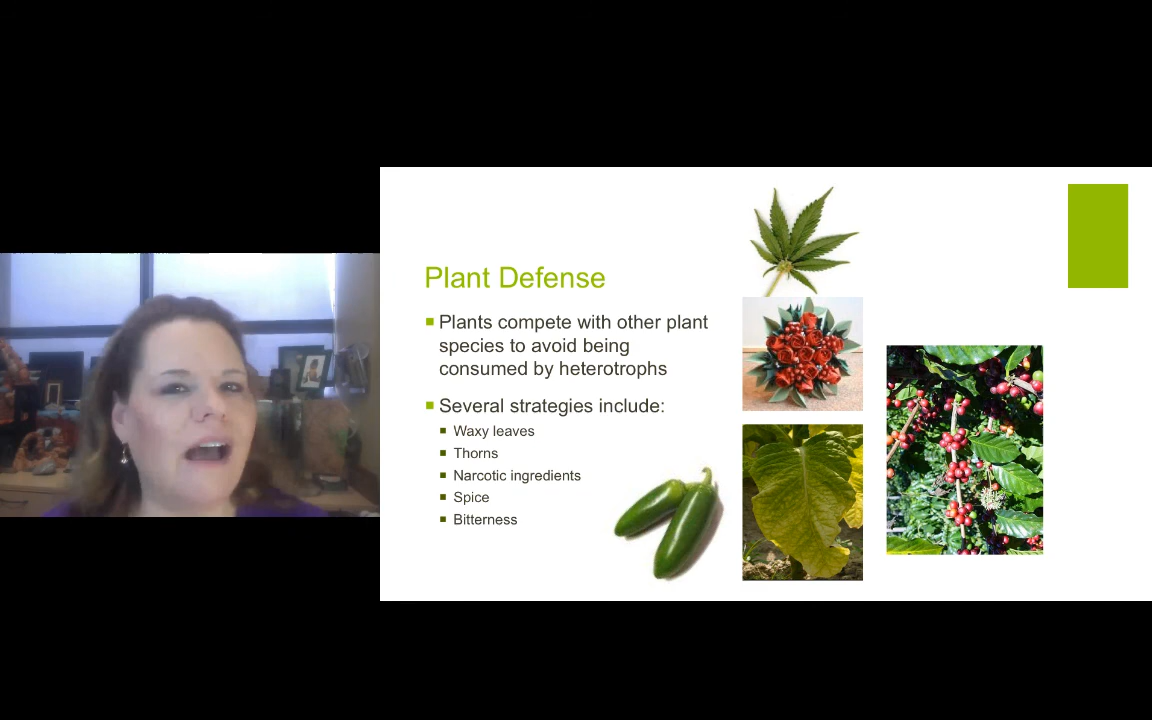 Plant Defense
Plants compete with other plant
species to avoid being
consumed by heterotrophs
Several strategies include:
Waxy leaves
Thorns
Narcotic ingredients
Spice
Bitterness